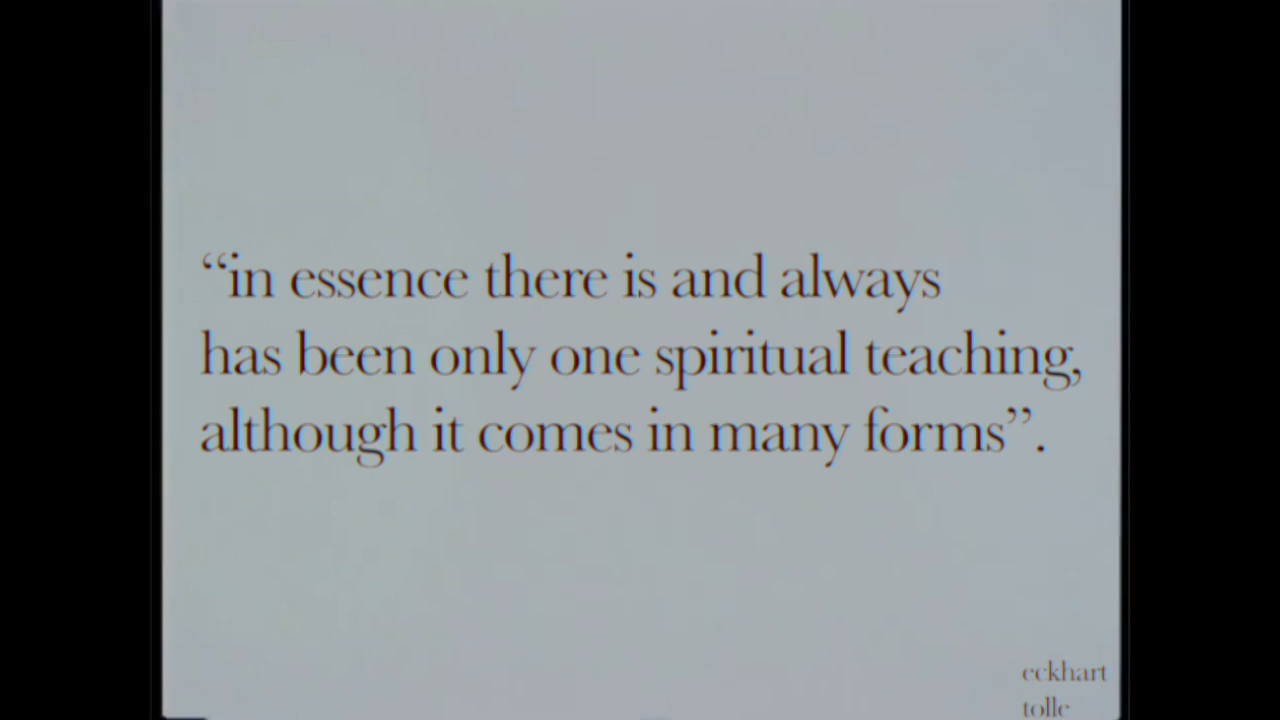 “in essence there is and always
has been only one spiritual teaching,
although it comes in many forms”.
eckhart
tolle